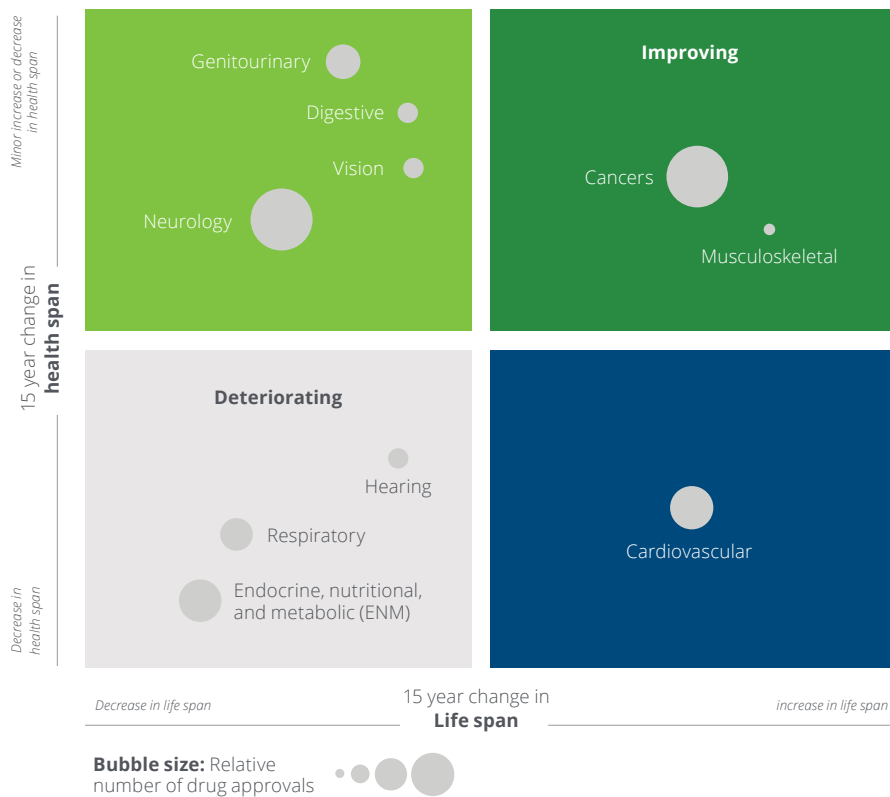 Minor increase or decrease
in health span
15 year change in
health span
Decrease in
health span
Genitourinary
Digestive
Vision
Neurology
Improving
Cancers
Musculoskeletal
Deteriorating
Hearing
Respiratory
Endocrine, nutritional,
and metabolic (ENM)
Cardiovascular
Decrease in life span
15 year change in
Life span
increase in life span
Bubble size: Relative
number of drug approvals